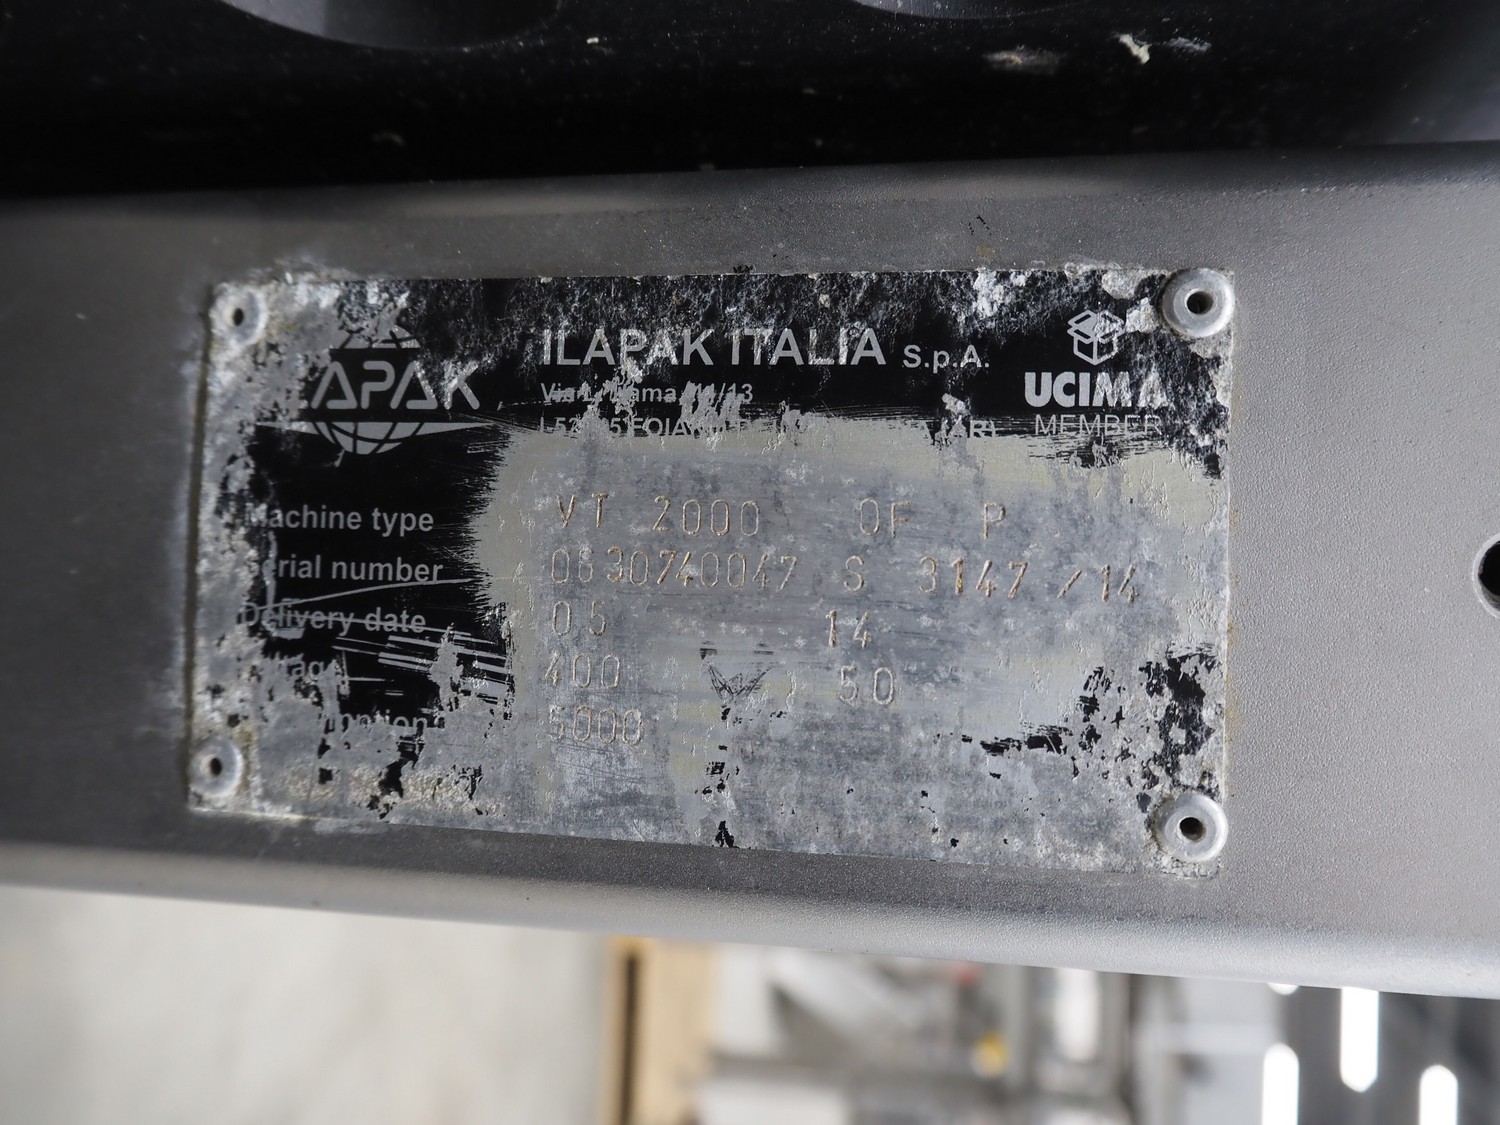 APAK
ILAPAK ITALIA S.p.A.
UCIMA
MEMBER
Machine type VT 2000 OF P
Serial number 0630740047 S 3147 /14
Delivery date 05 14
400 V 50
5000